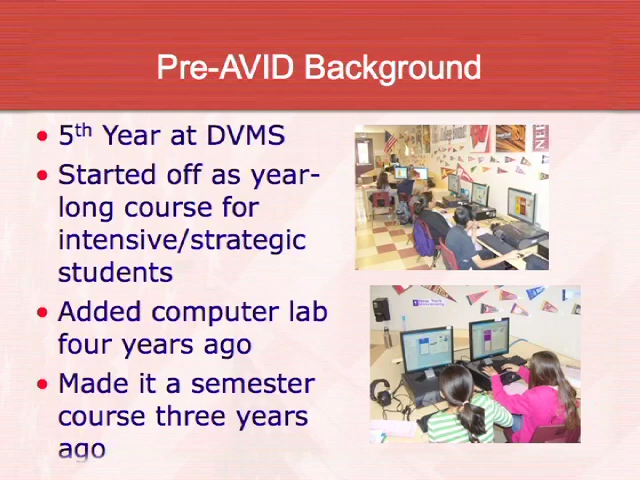 Pre-AVID Background
• 5th Year at DVMS
• Started off as year-
long course for
intensive/strategic
students
• Added computer lab
four years ago
• Made it a semester
course three years
ago